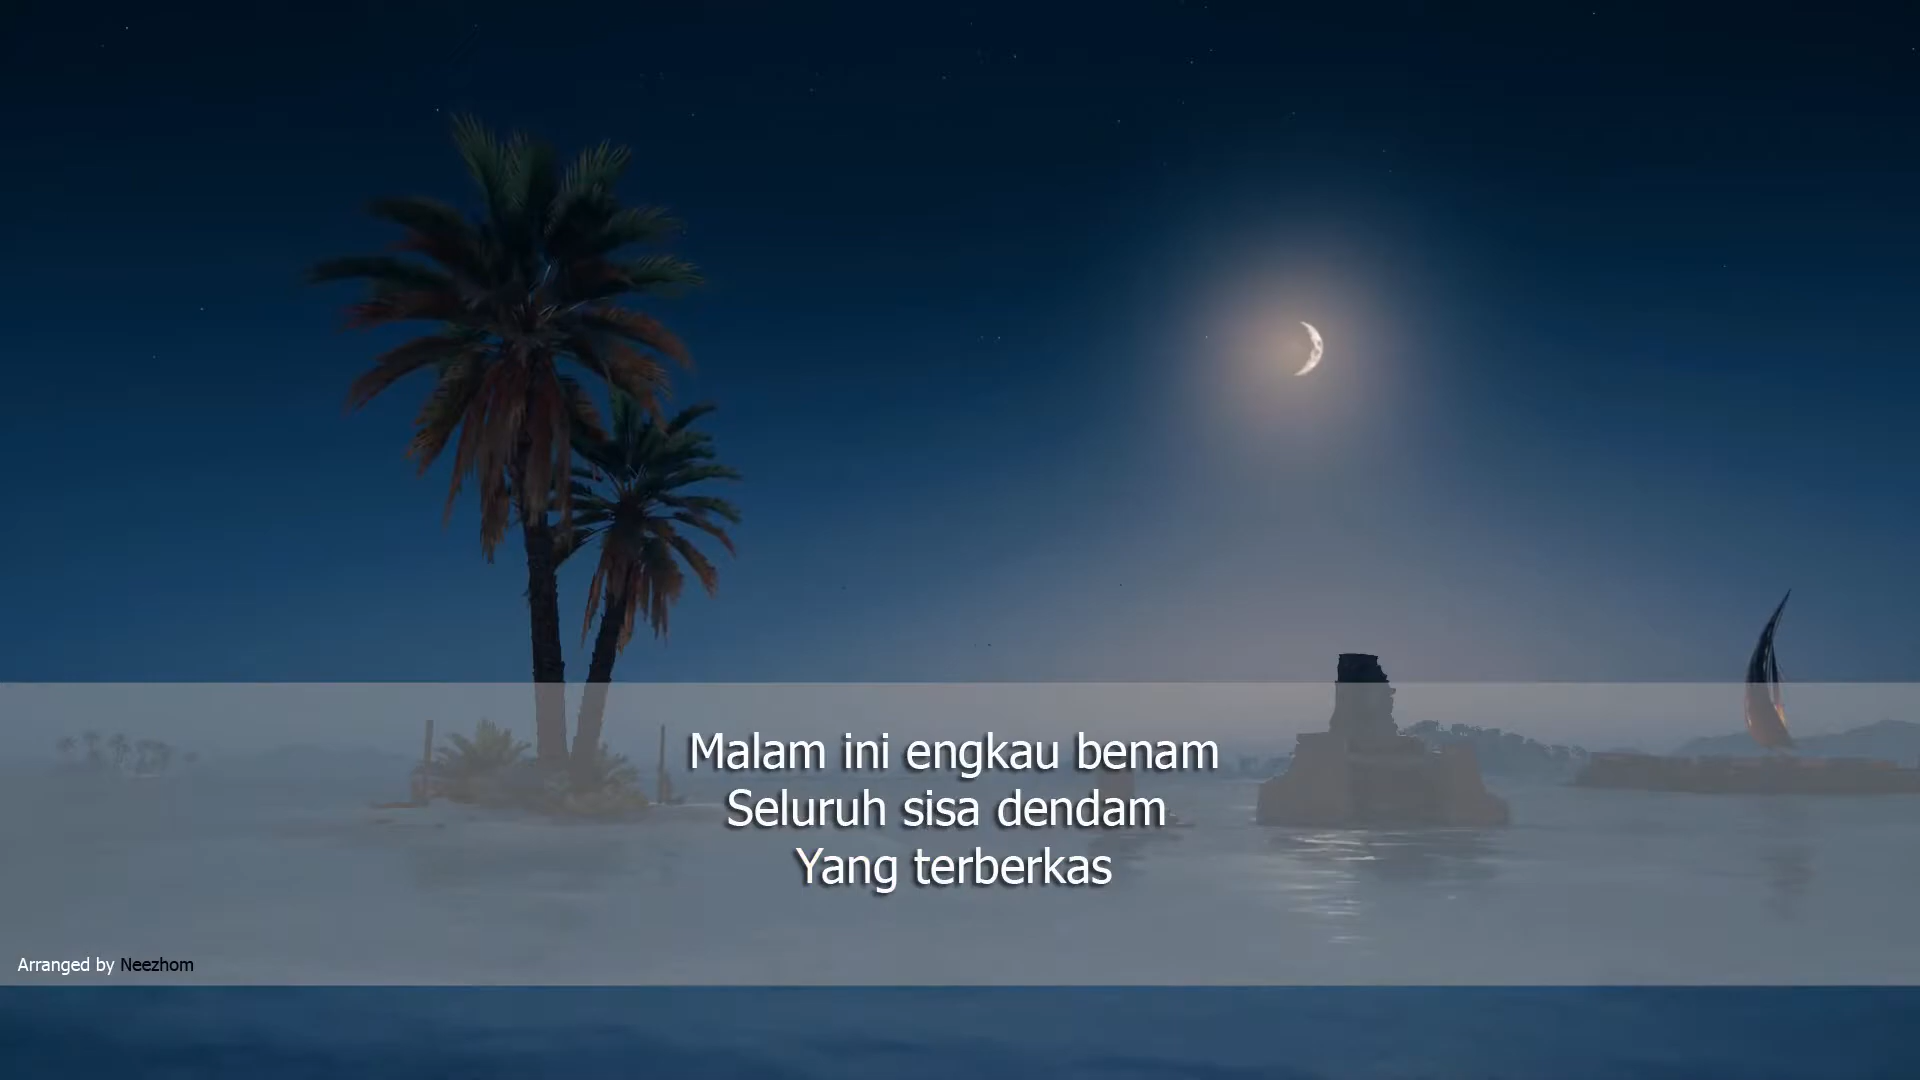 Malam ini engkau benam
Seluruh sisa dendam
Yang terberkas
Arranged by Neezhom